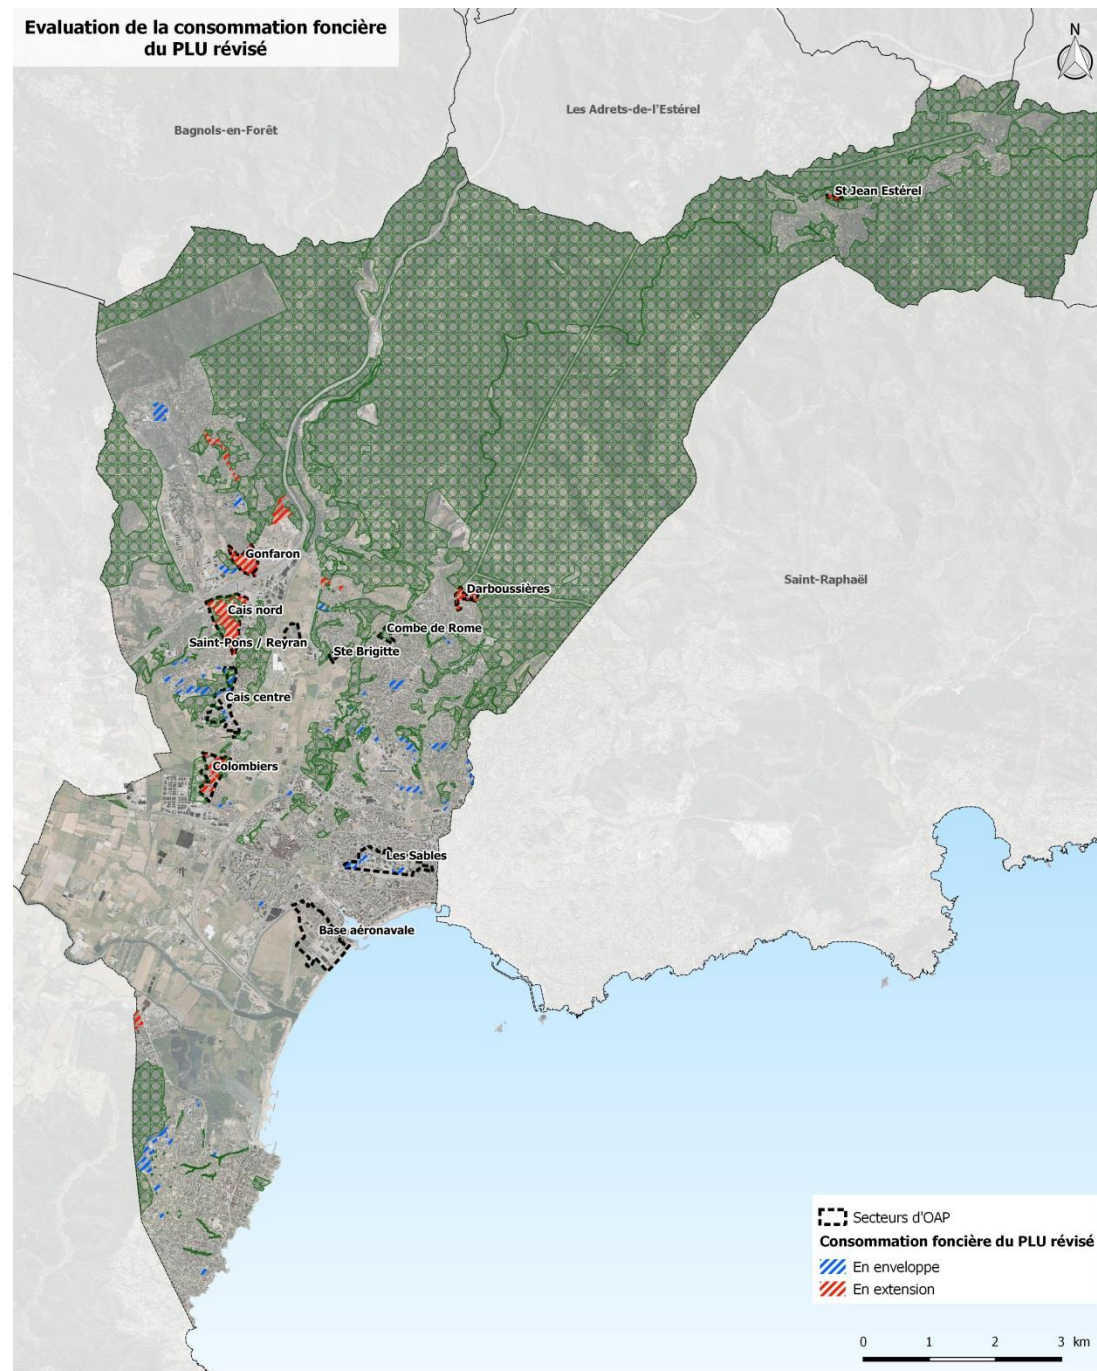 Evaluation de la consommation foncière
du PLU révisé
N
Les Adrets-de-l'Estérel
Bagnols-en-Forêt
St Jean Estérel
Gonfaron
Saint-Raphaël
Darboussières
Cais nord
Combe de Rome
Saint-Pons / Reyran
Ste Brigitte
Cais centre
Colombiers
Les Sables
Base aéronavale
Secteurs d'OAP
Consommation foncière du PLU révisé
En enveloppe
En extension
0 1 2 3 km